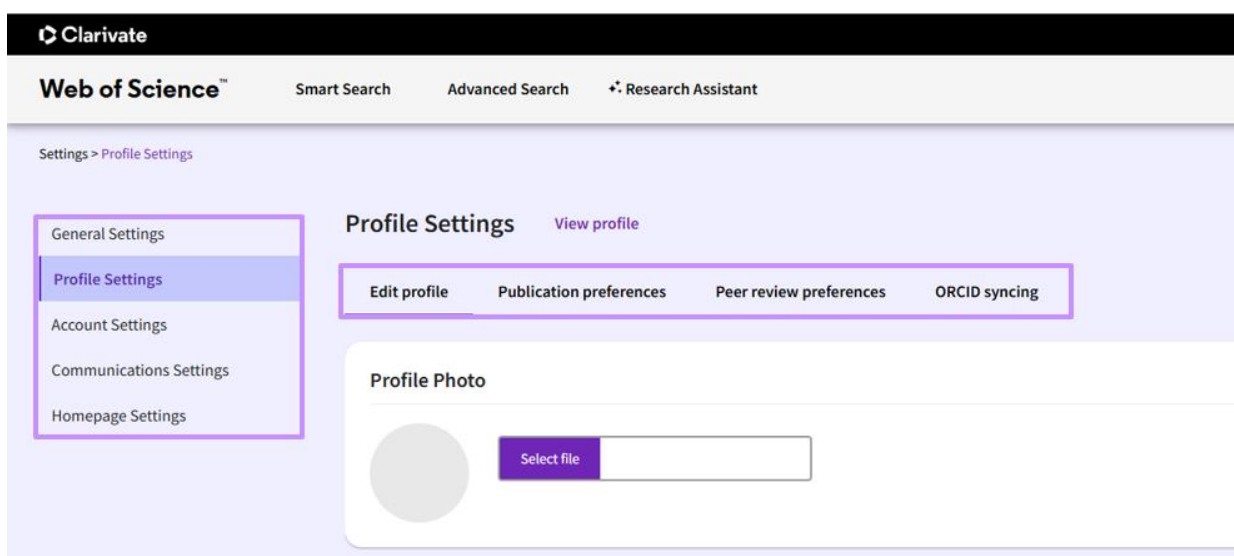 Clarivate
Web of Science™ Smart Search Advanced Search Research Assistant
Settings > Profile Settings
General Settings
Profile Settings
Account Settings
Communications Settings
Homepage Settings
Profile Settings View profile
Edit profile Publication preferences Peer review preferences ORCID syncing
Profile Photo
Select file